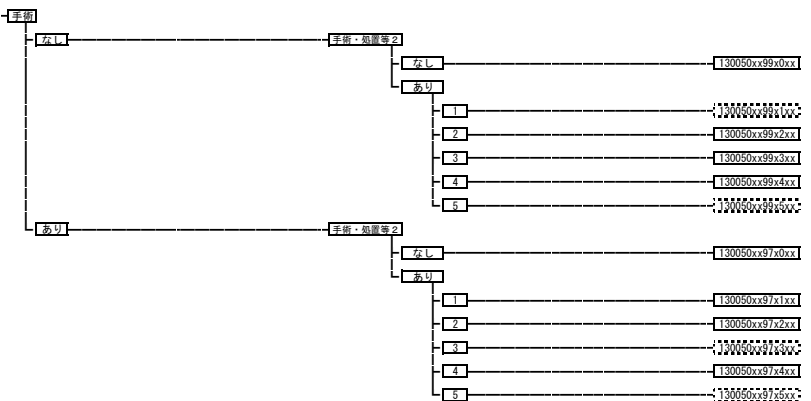 手術
なし 手術・処置等2
なし 130050xx99x0xx
あり
1 130050xx99x1xx
2 130050xx99x2xx
3 130050xx99x3xx
4 130050xx99x4xx
5 130050xx99x5xx
あり 手術・処置等2
なし 130050xx97x0xx
あり
1 130050xx97x1xx
2 130050xx97x2xx
3 130050xx97x3xx
4 130050xx97x4xx
5 130050xx97x5xx